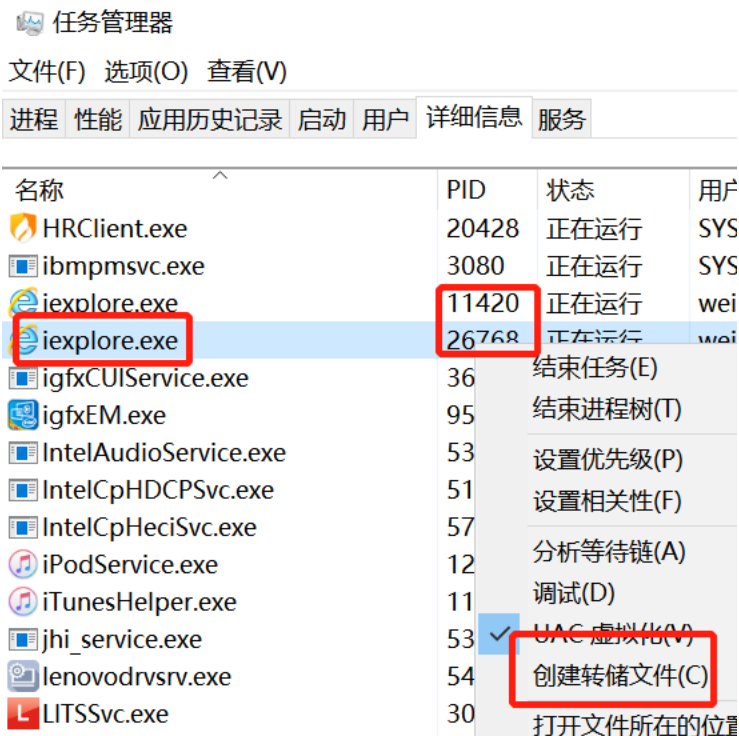 任务管理器
文件(F) 选项(O) 查看(V)
进程 性能 应用历史记录 启动 用户 详细信息 服务
名称 PID 状态 用户
HRClient.exe 20428 正在运行 SYS
ibmpmsvc.exe 3080 正在运行 SYS
iexplore.exe 11420 正在运行 wei
iexplore.exe 26768 正在运行 wei
igfxCUIService.exe 36
igfxEM.exe 95
IntelAudioService.exe 53
IntelCpHDCPSvc.exe 51
IntelCpHeciSvc.exe 57
iPodService.exe 12
iTunesHelper.exe 11
jhi_service.exe 53
lenovodrvsrv.exe 54
LITSSvc.exe 30
结束任务(E)
结束进程树(T)
设置优先级(P)
设置相关性(F)
分析等待链(A)
调试(D)
UAC 虚拟化(V)
创建转储文件(C)
打开文件所在的位置